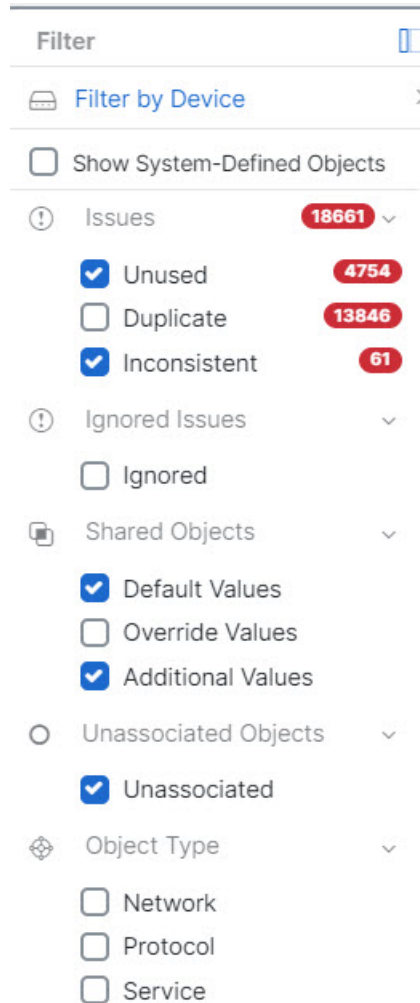 Filter
Filter by Device
Show System-Defined Objects
Issues 18661
Unused 4754
Duplicate 13846
Inconsistent 61
Ignored Issues
Ignored
Shared Objects
Default Values
Override Values
Additional Values
Unassociated Objects
Unassociated
Object Type
Network
Protocol
Service